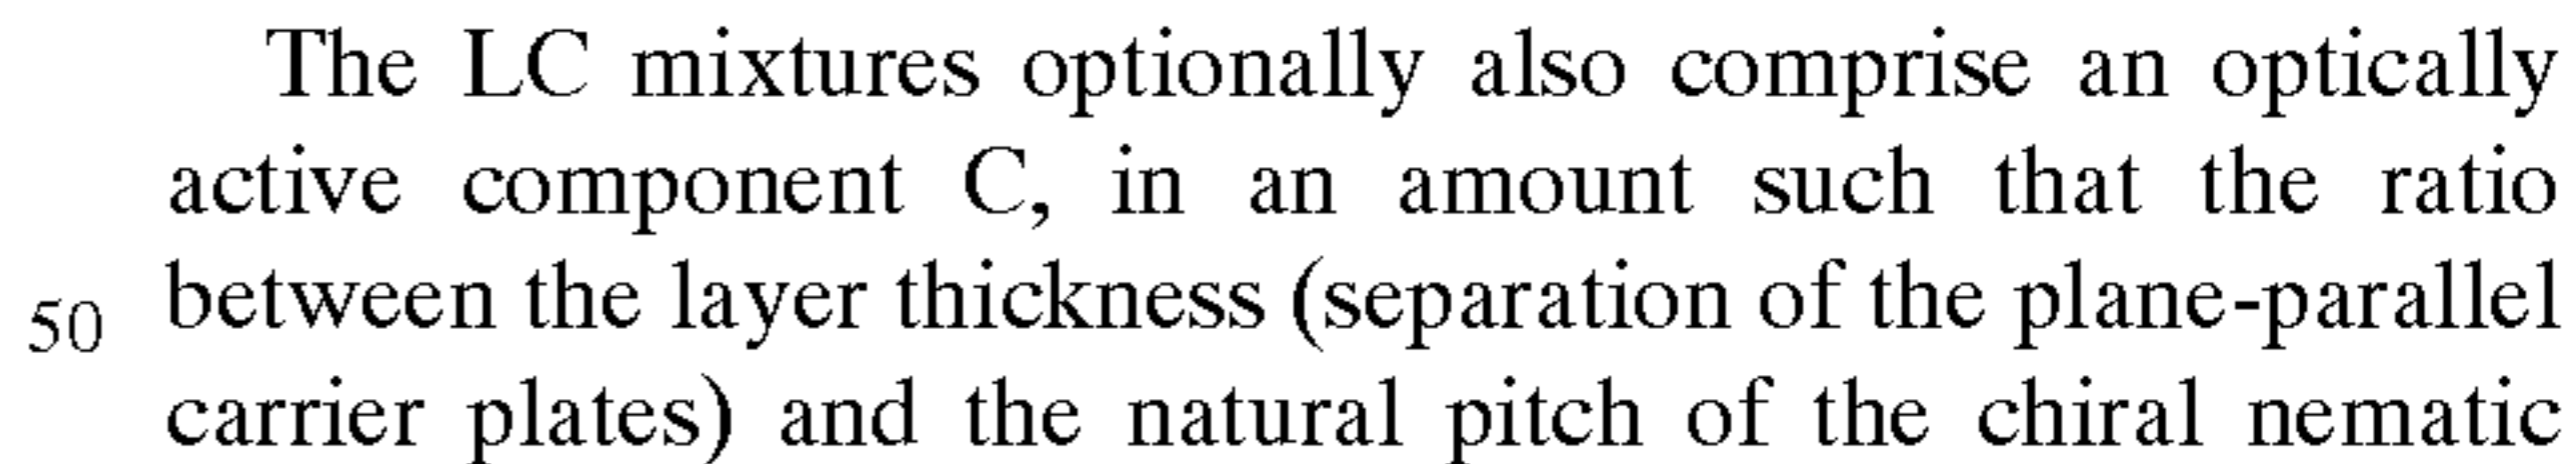 The LC mixtures optionally also comprise an optically
active component C, in an amount such that the ratio
50 between the layer thickness (separation of the plane-parallel
carrier plates) and the natural pitch of the chiral nematic